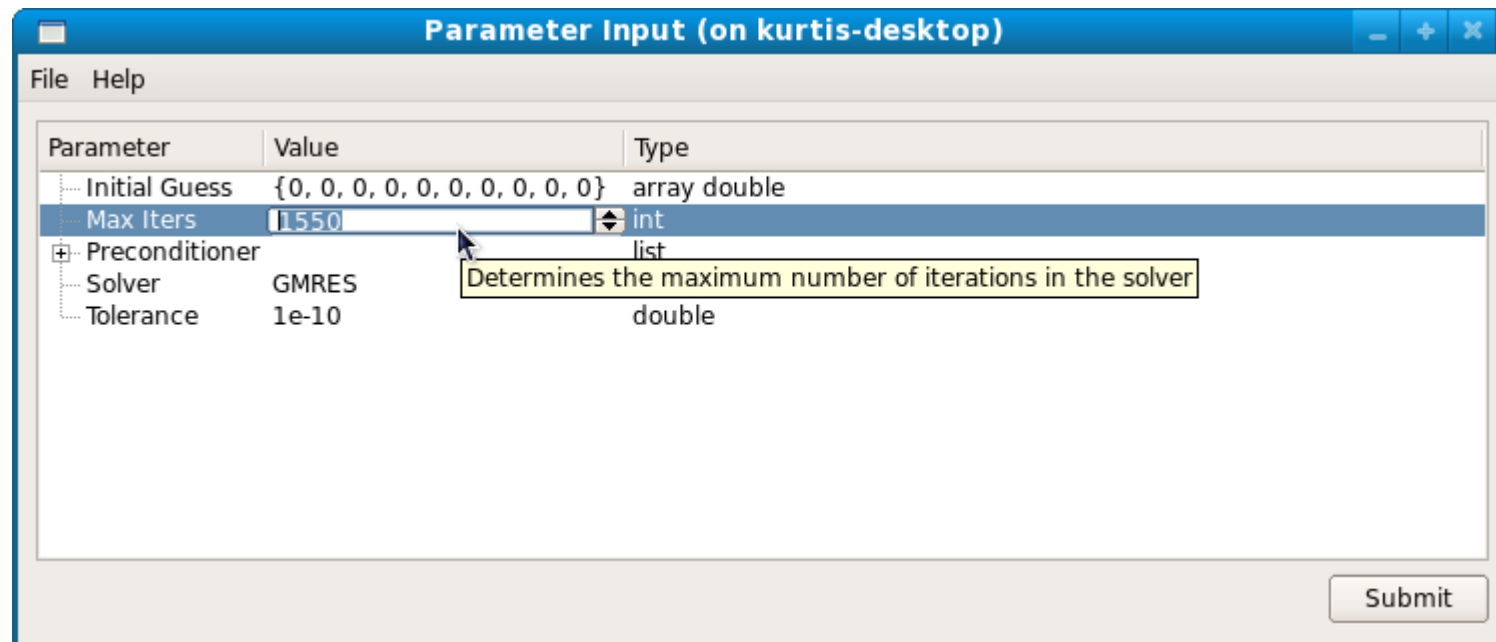 Parameter Input (on kurtis-desktop)
File Help
Parameter Value Type
Initial Guess {0, 0, 0, 0, 0, 0, 0, 0, 0, 0, 0} array double
Max Iters 1550 int
Preconditioner list
Determines the maximum number of iterations in the solver
Solver GMRES
Tolerance 1e-10 double
Submit